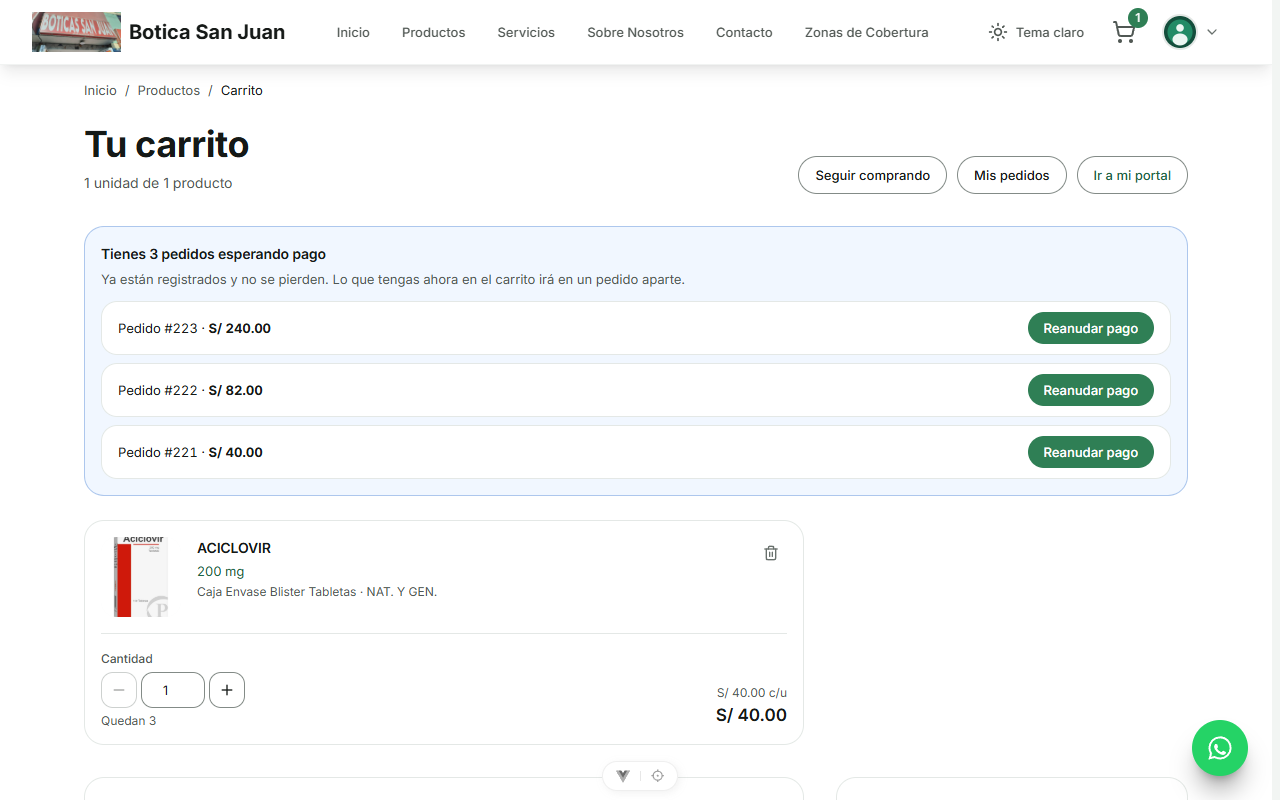 BOTICAS SAN JUAN
Botica San Juan
Inicio
Productos
Servicios
Sobre Nosotros
Contacto
Zonas de Cobertura
Tema claro
1
Inicio / Productos / Carrito
Tu carrito
1 unidad de 1 producto
Seguir comprando
Mis pedidos
Ir a mi portal
Tienes 3 pedidos esperando pago
Ya están registrados y no se pierden. Lo que tengas ahora en el carrito irá en un pedido aparte.
Pedido #223 · S/ 240.00
Reanudar pago
Pedido #222 · S/ 82.00
Reanudar pago
Pedido #221 · S/ 40.00
Reanudar pago
Aciclovir
P
ACICLOVIR
200 mg
Caja Envase Blister Tabletas · NAT. Y GEN.
Cantidad
− 1 +
Quedan 3
S/ 40.00 c/u
S/ 40.00